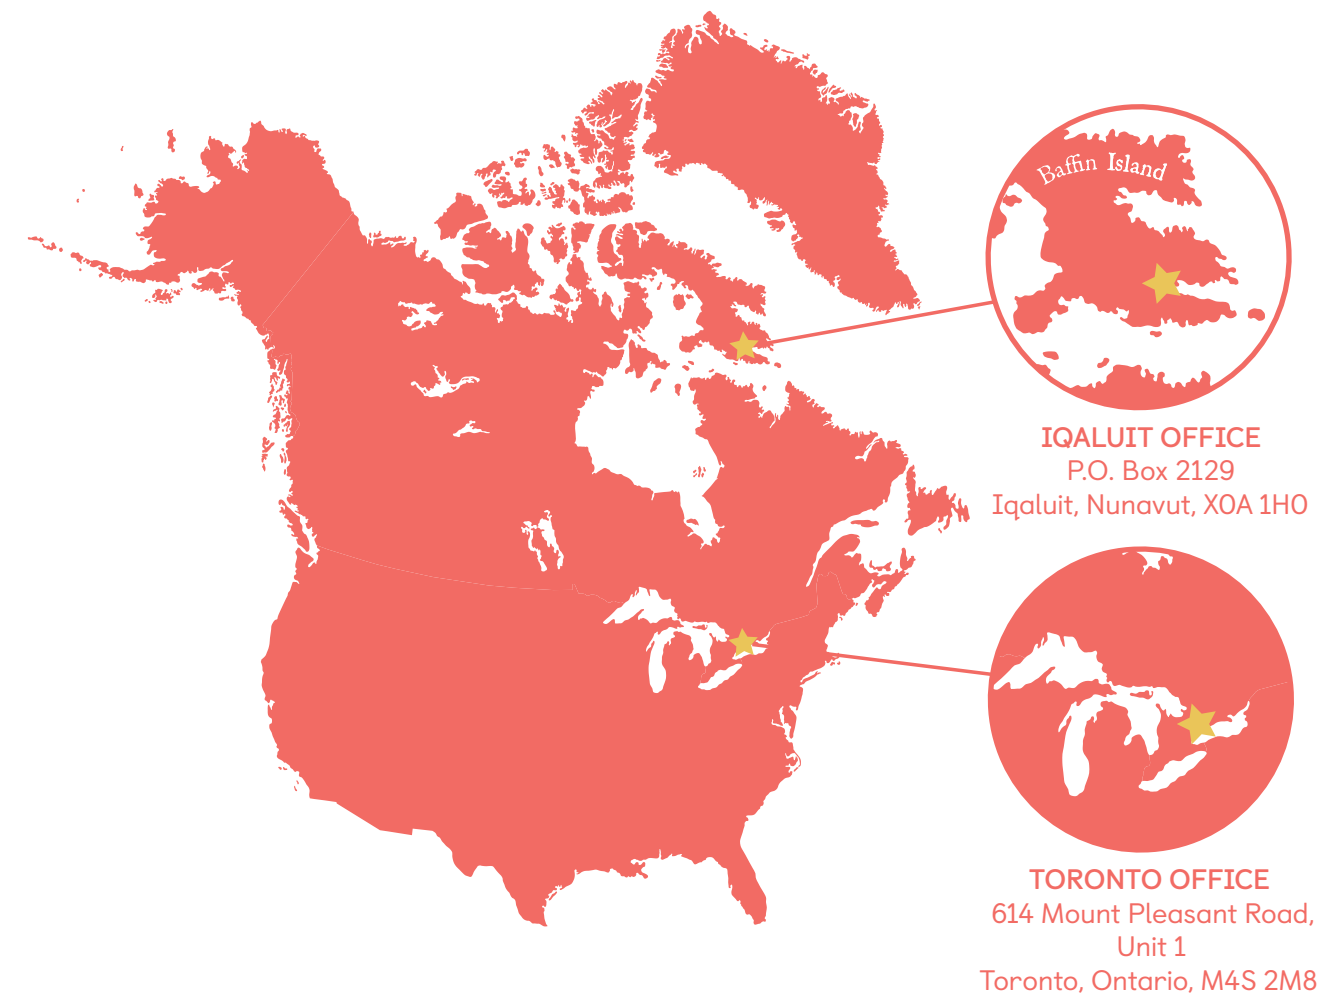 Baffin Island
IQALUIT OFFICE
P.O. Box 2129
Iqaluit, Nunavut, X0A 1H0
TORONTO OFFICE
614 Mount Pleasant Road,
Unit 1
Toronto, Ontario, M4S 2M8